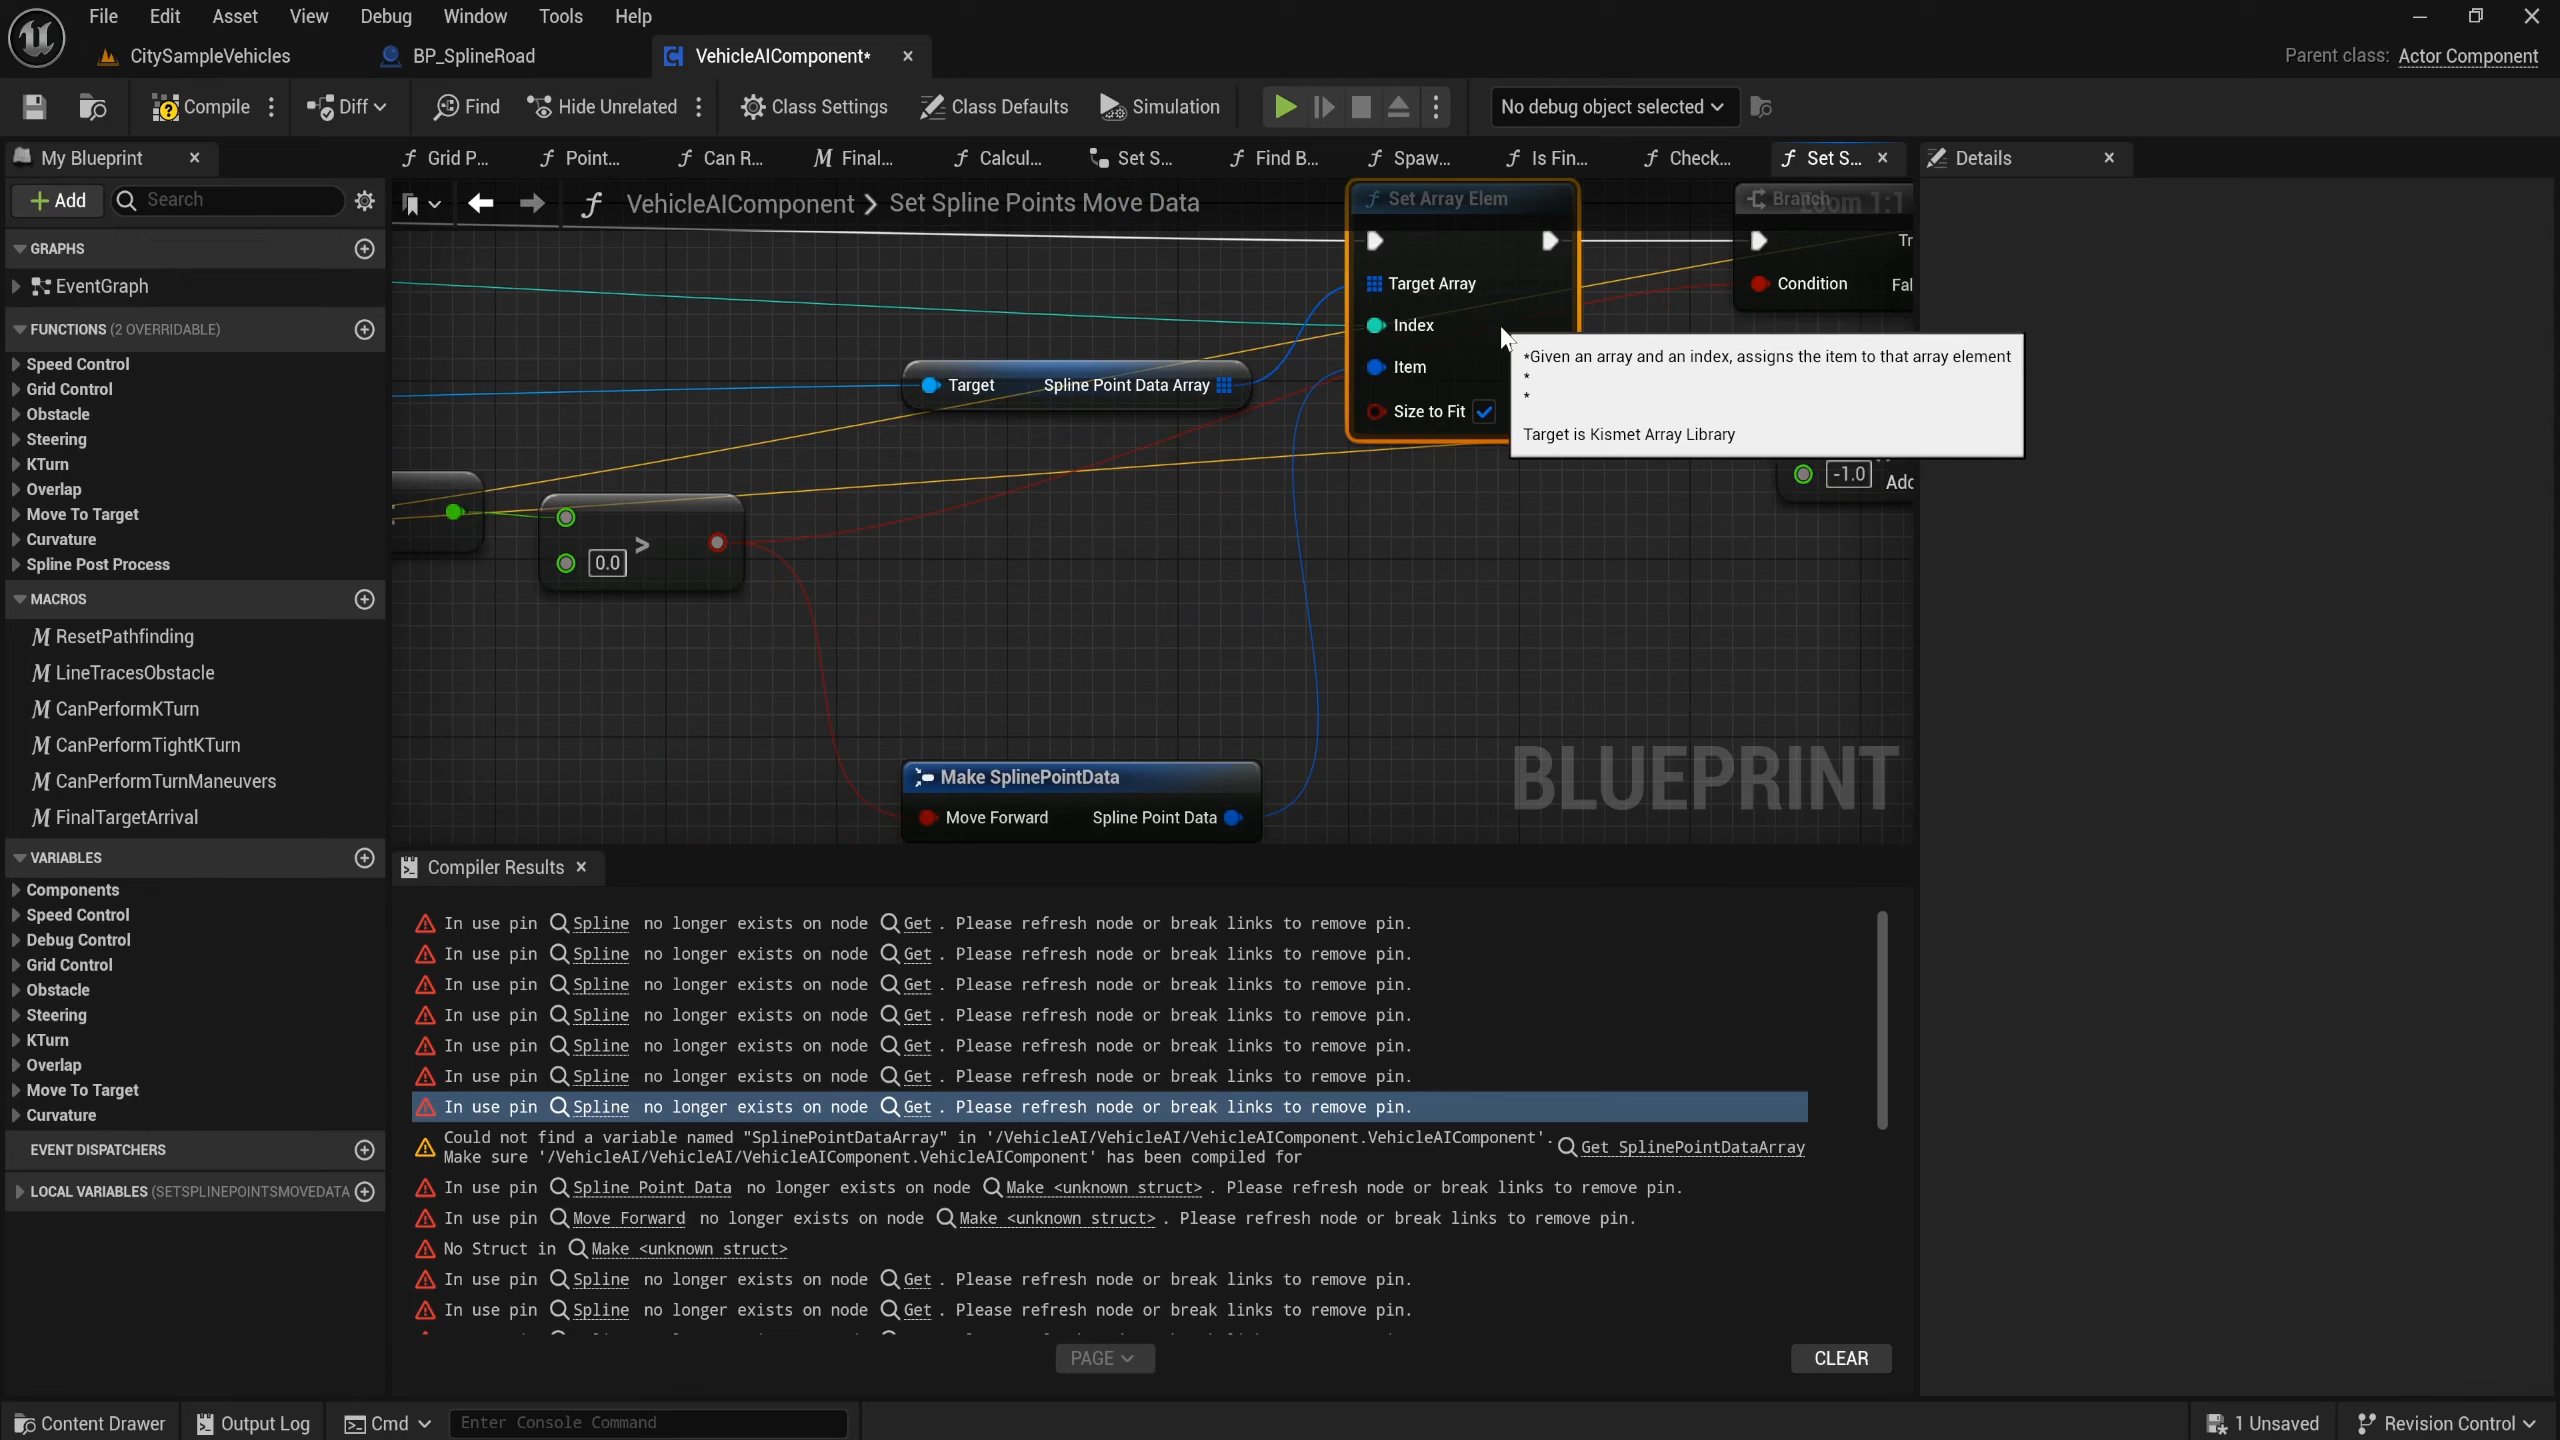 File Edit Asset View Debug Window Tools Help
CitySampleVehicles BP_SplineRoad VehicleAIComponent* Parent class: Actor Component
Compile Diff Find Hide Unrelated Class Settings Class Defaults Simulation No debug object selected
My Blueprint Grid P... Point... Can R... Final... Calcul... Set S... Find B... Spaw... Is Fin... Check... Set S... Details
Add Search VehicleAIComponent > Set Spline Points Move Data
Set Array Elem
Branch
Zoom 1:1
Tr
Target Array
Condition Fal
Index
Item
Size to Fit
*Given an array and an index, assigns the item to that array element
*
*
Target is Kismet Array Library
Target Spline Point Data Array
-1.0 Adc
>
0.0
Make SplinePointData
Move Forward Spline Point Data
BLUEPRINT
GRAPHS
EventGraph
FUNCTIONS (2 OVERRIDABLE)
Speed Control
Grid Control
Obstacle
Steering
KTurn
Overlap
Move To Target
Curvature
Spline Post Process
MACROS
ResetPathfinding
LineTracesObstacle
CanPerformKTurn
CanPerformTightKTurn
CanPerformTurnManeuvers
FinalTargetArrival
VARIABLES
Components
Speed Control
Debug Control
Grid Control
Obstacle
Steering
KTurn
Overlap
Move To Target
Curvature
EVENT DISPATCHERS
LOCAL VARIABLES (SETSPLINEPOINTSMOVEDATA
Compiler Results
In use pin Spline no longer exists on node Get . Please refresh node or break links to remove pin.
In use pin Spline no longer exists on node Get . Please refresh node or break links to remove pin.
In use pin Spline no longer exists on node Get . Please refresh node or break links to remove pin.
In use pin Spline no longer exists on node Get . Please refresh node or break links to remove pin.
In use pin Spline no longer exists on node Get . Please refresh node or break links to remove pin.
In use pin Spline no longer exists on node Get . Please refresh node or break links to remove pin.
In use pin Spline no longer exists on node Get . Please refresh node or break links to remove pin.
Could not find a variable named "SplinePointDataArray" in '/VehicleAI/VehicleAI/VehicleAIComponent.VehicleAIComponent'. Get SplinePointDataArray
Make sure '/VehicleAI/VehicleAI/VehicleAIComponent.VehicleAIComponent' has been compiled for
In use pin Spline Point Data no longer exists on node Make <unknown struct> . Please refresh node or break links to remove pin.
In use pin Move Forward no longer exists on node Make <unknown struct> . Please refresh node or break links to remove pin.
No Struct in Make <unknown struct>
In use pin Spline no longer exists on node Get . Please refresh node or break links to remove pin.
In use pin Spline no longer exists on node Get . Please refresh node or break links to remove pin.
PAGE CLEAR
Content Drawer Output Log Cmd Enter Console Command 1 Unsaved Revision Control